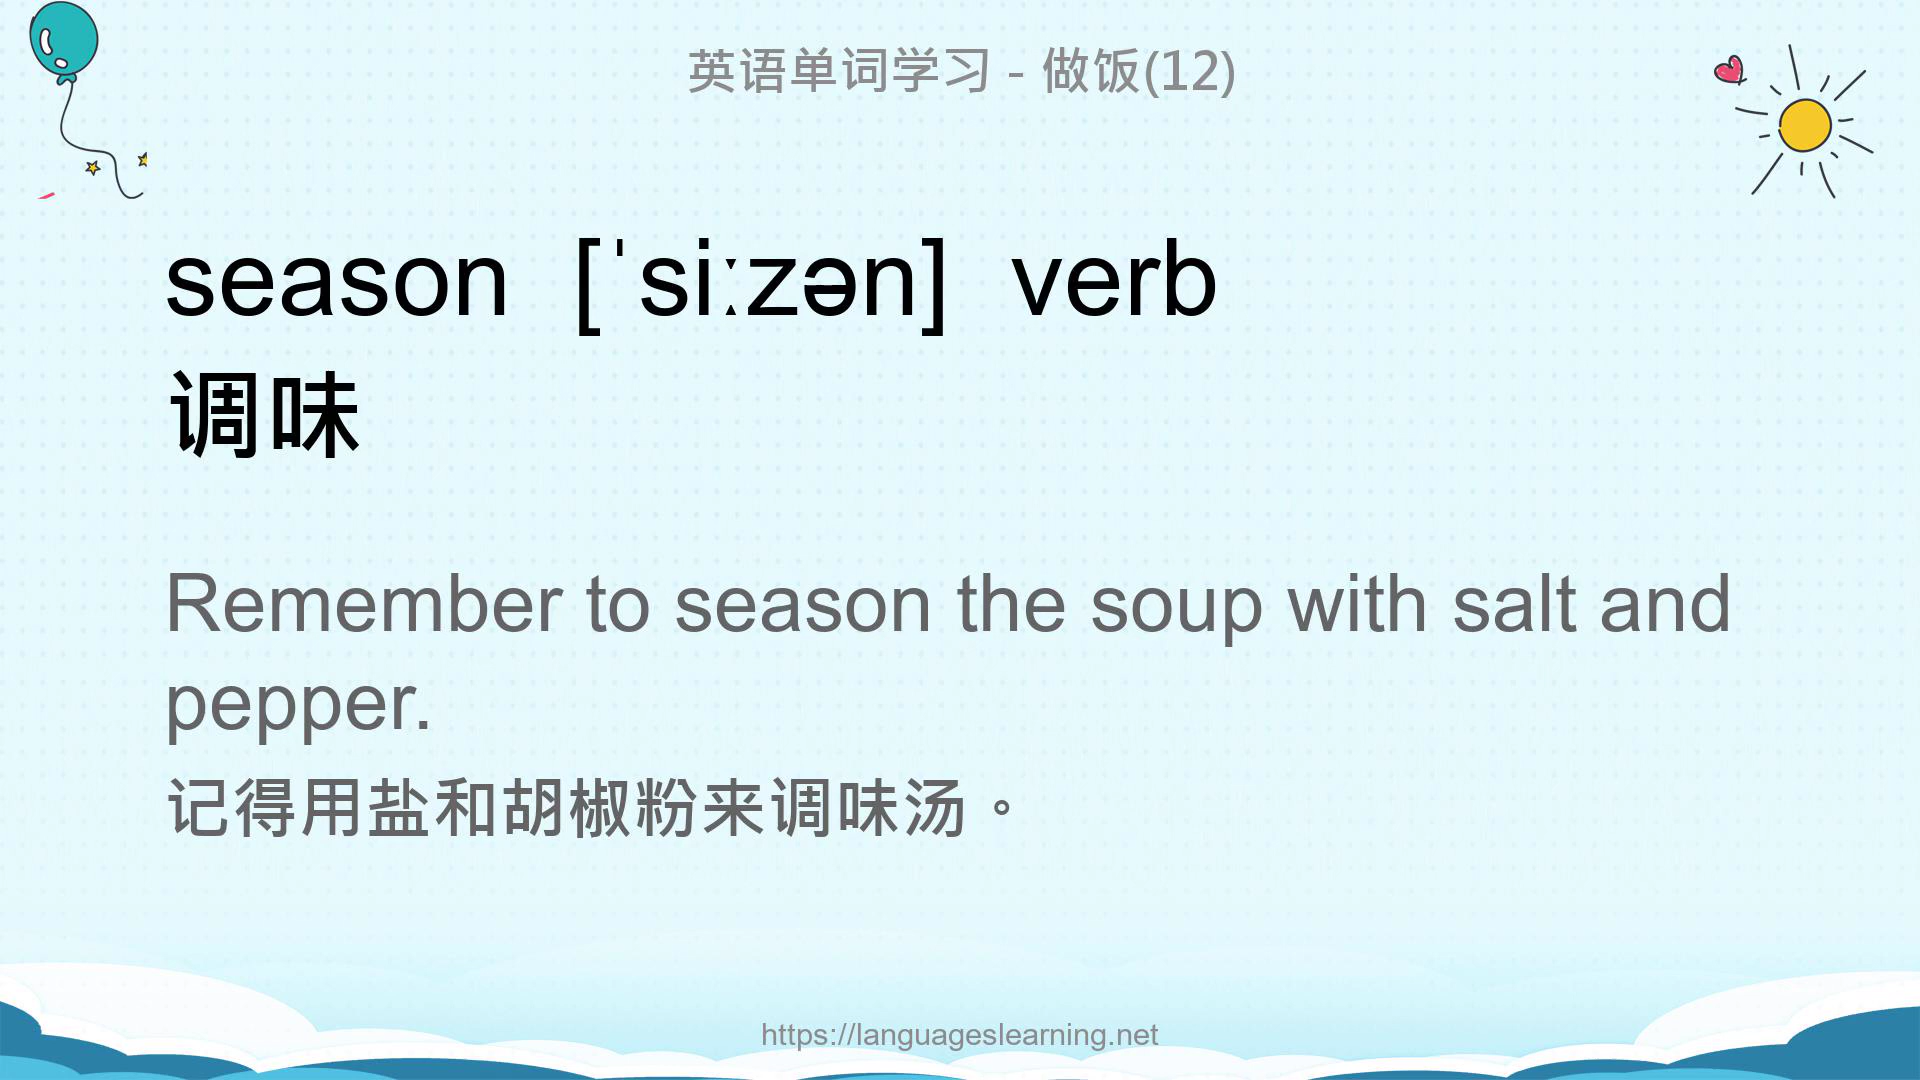 英语单词学习 - 做饭(12)
season [ˈsiːzən] verb
调味
Remember to season the soup with salt and
pepper.
记得用盐和胡椒粉来调味汤。
https://languageslearning.net